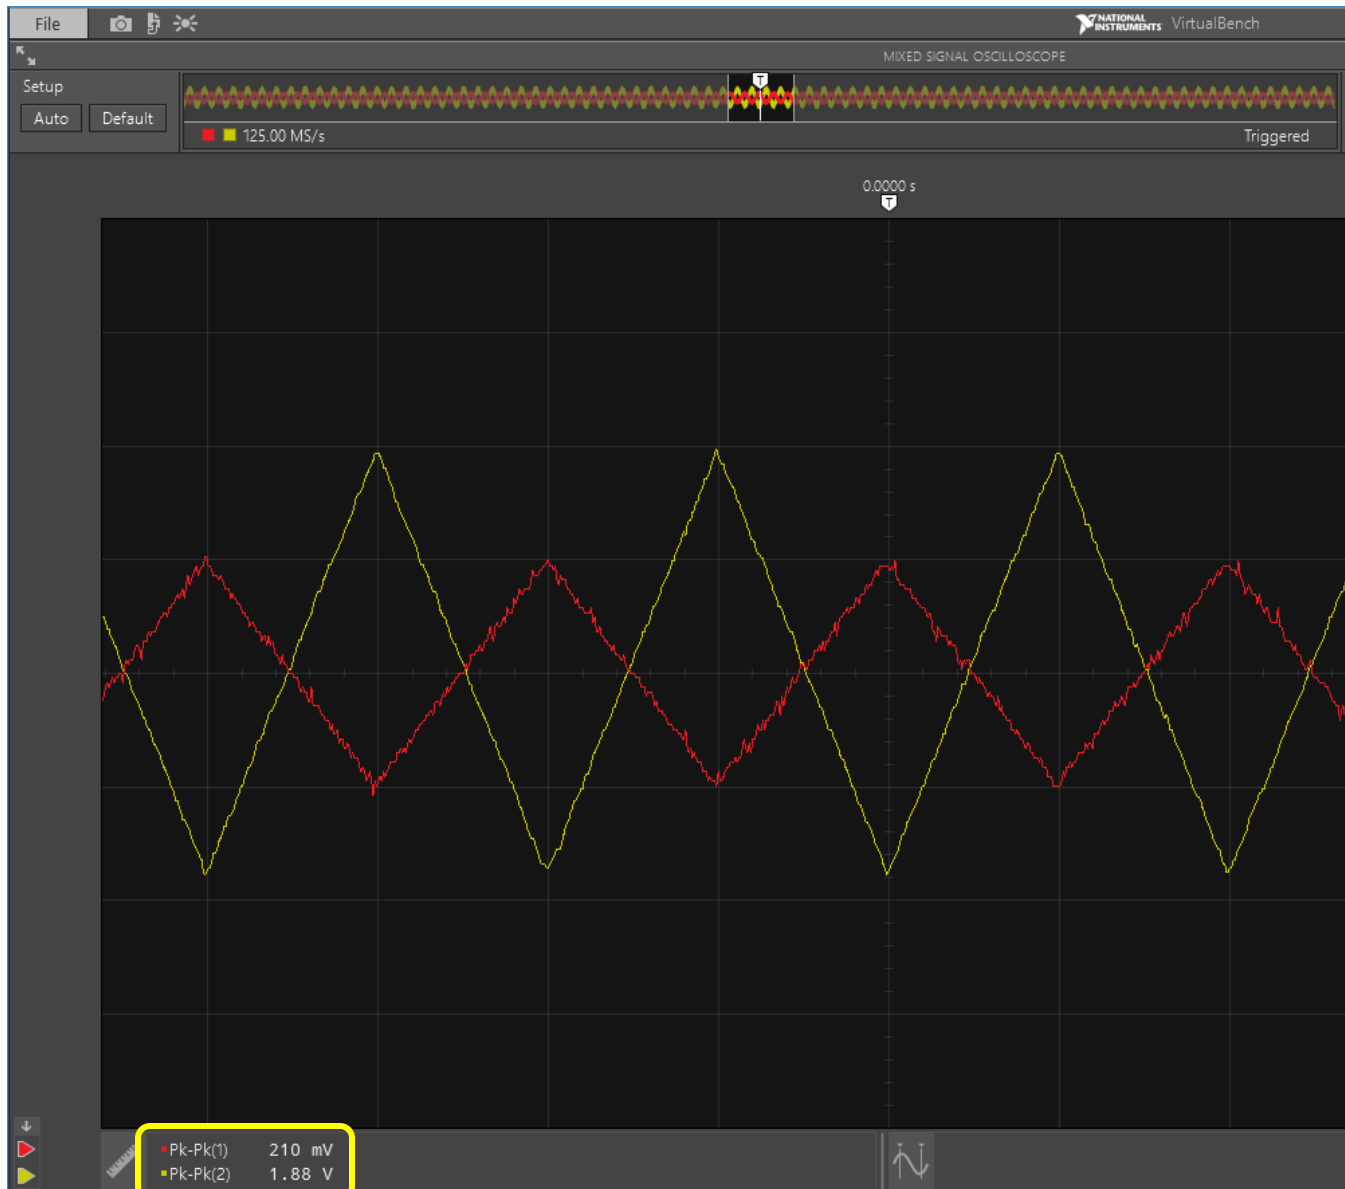 File
NATIONAL INSTRUMENTS VirtualBench
MIXED SIGNAL OSCILLOSCOPE
Setup
Auto Default
T
125.00 MS/s Triggered
0.0000 s
T
Pk-Pk(1) 210 mV
Pk-Pk(2) 1.88 V